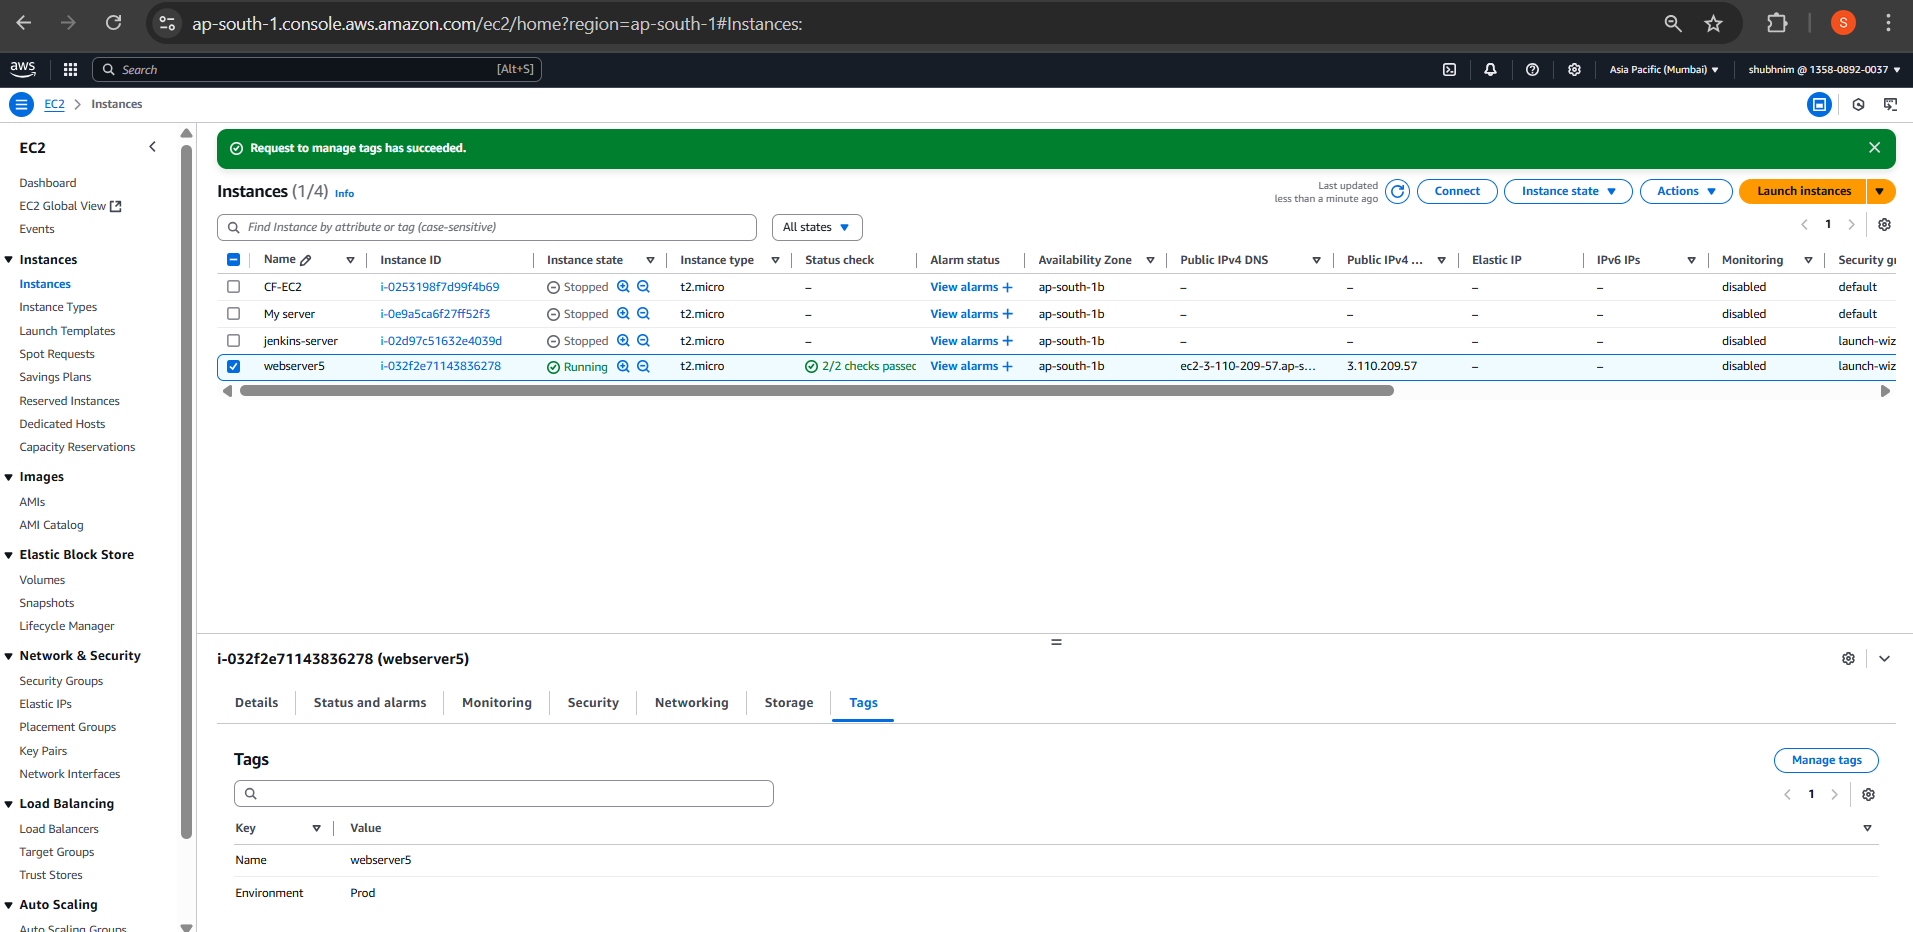 ap-south-1.console.aws.amazon.com/ec2/home?region=ap-south-1#Instances:
S
aws
Search [Alt+S]
Asia Pacific (Mumbai)
shubhnim @ 1358-0892-0037
EC2 > Instances
EC2
Dashboard
EC2 Global View
Events
Instances
Instances
Instance Types
Launch Templates
Spot Requests
Savings Plans
Reserved Instances
Dedicated Hosts
Capacity Reservations
Images
AMIs
AMI Catalog
Elastic Block Store
Volumes
Snapshots
Lifecycle Manager
Network & Security
Security Groups
Elastic IPs
Placement Groups
Key Pairs
Network Interfaces
Load Balancing
Load Balancers
Target Groups
Trust Stores
Auto Scaling
Auto Scaling Groups
Request to manage tags has succeeded.
Instances (1/4) Info
Last updated
less than a minute ago
Connect
Instance state
Actions
Launch instances
Find Instance by attribute or tag (case-sensitive)
All states
1
Name Instance ID Instance state Instance type Status check Alarm status Availability Zone Public IPv4 DNS Public IPv4 ... Elastic IP IPv6 IPs Monitoring Security gr
CF-EC2 i-0253198f7d99f4b69 Stopped t2.micro – View alarms + ap-south-1b – – – – disabled default
My server i-0e9a5ca6f27ff52f3 Stopped t2.micro – View alarms + ap-south-1b – – – – disabled default
jenkins-server i-02d97c51632e4039d Stopped t2.micro – View alarms + ap-south-1b – – – – disabled launch-wiz
webserver5 i-032f2e71143836278 Running t2.micro 2/2 checks passed View alarms + ap-south-1b ec2-3-110-209-57.ap-s... 3.110.209.57 – – disabled launch-wiz
i-032f2e71143836278 (webserver5)
Details
Status and alarms
Monitoring
Security
Networking
Storage
Tags
Tags
Manage tags
1
Key Value
Name webserver5
Environment Prod